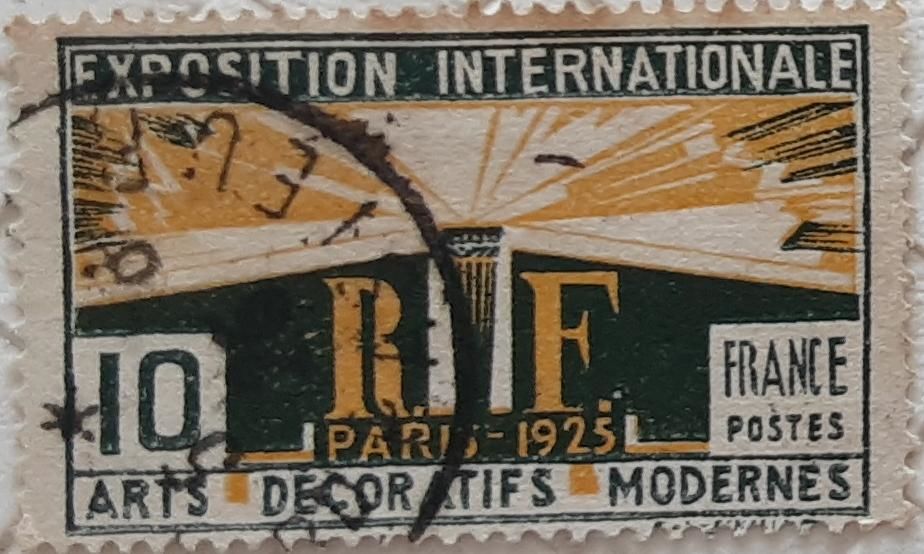 EXPOSITION INTERNATIONALE
R.F.
10
FRANCE
POSTES
PARIS-1925
ARTS DECORATIFS MODERNES